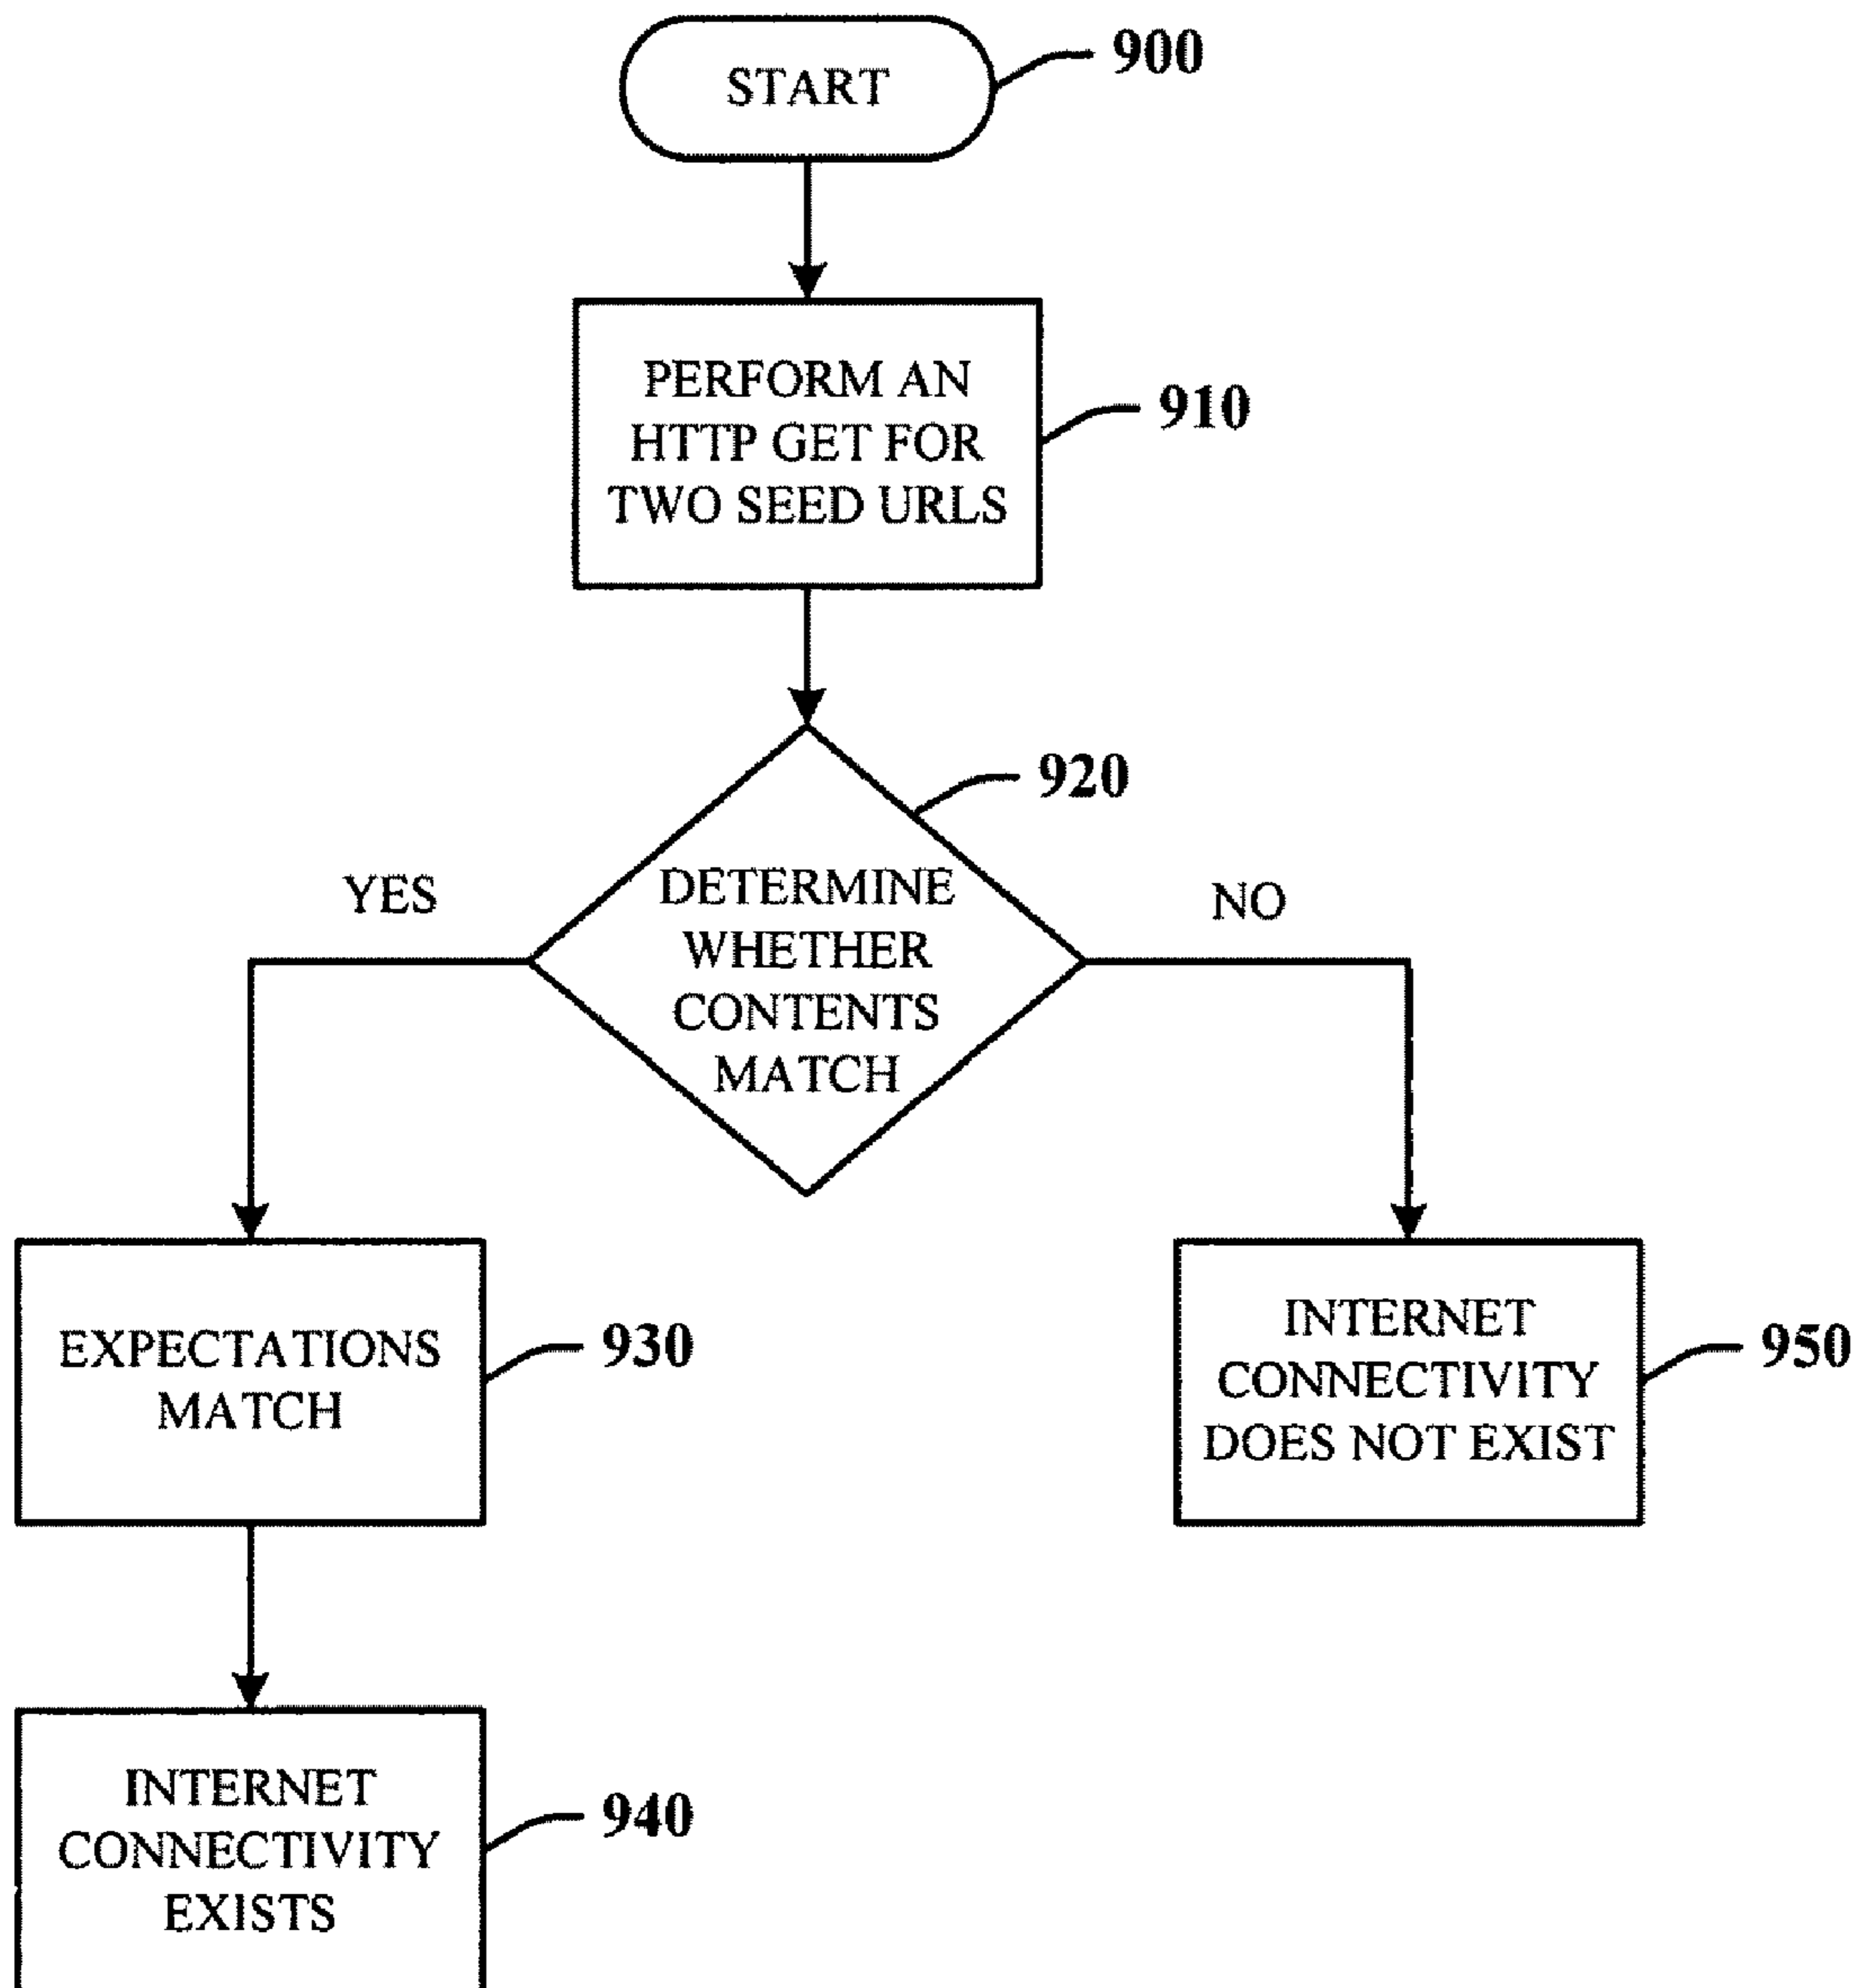 START
900
PERFORM AN
HTTP GET FOR
TWO SEED URLS
910
920
YES
NO
DETERMINE
WHETHER
CONTENTS
MATCH
EXPECTATIONS
MATCH
930
INTERNET
CONNECTIVITY
DOES NOT EXIST
950
INTERNET
CONNECTIVITY
EXISTS
940